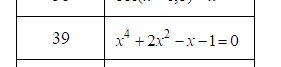 39 x⁴ + 2x² − x − 1 = 0